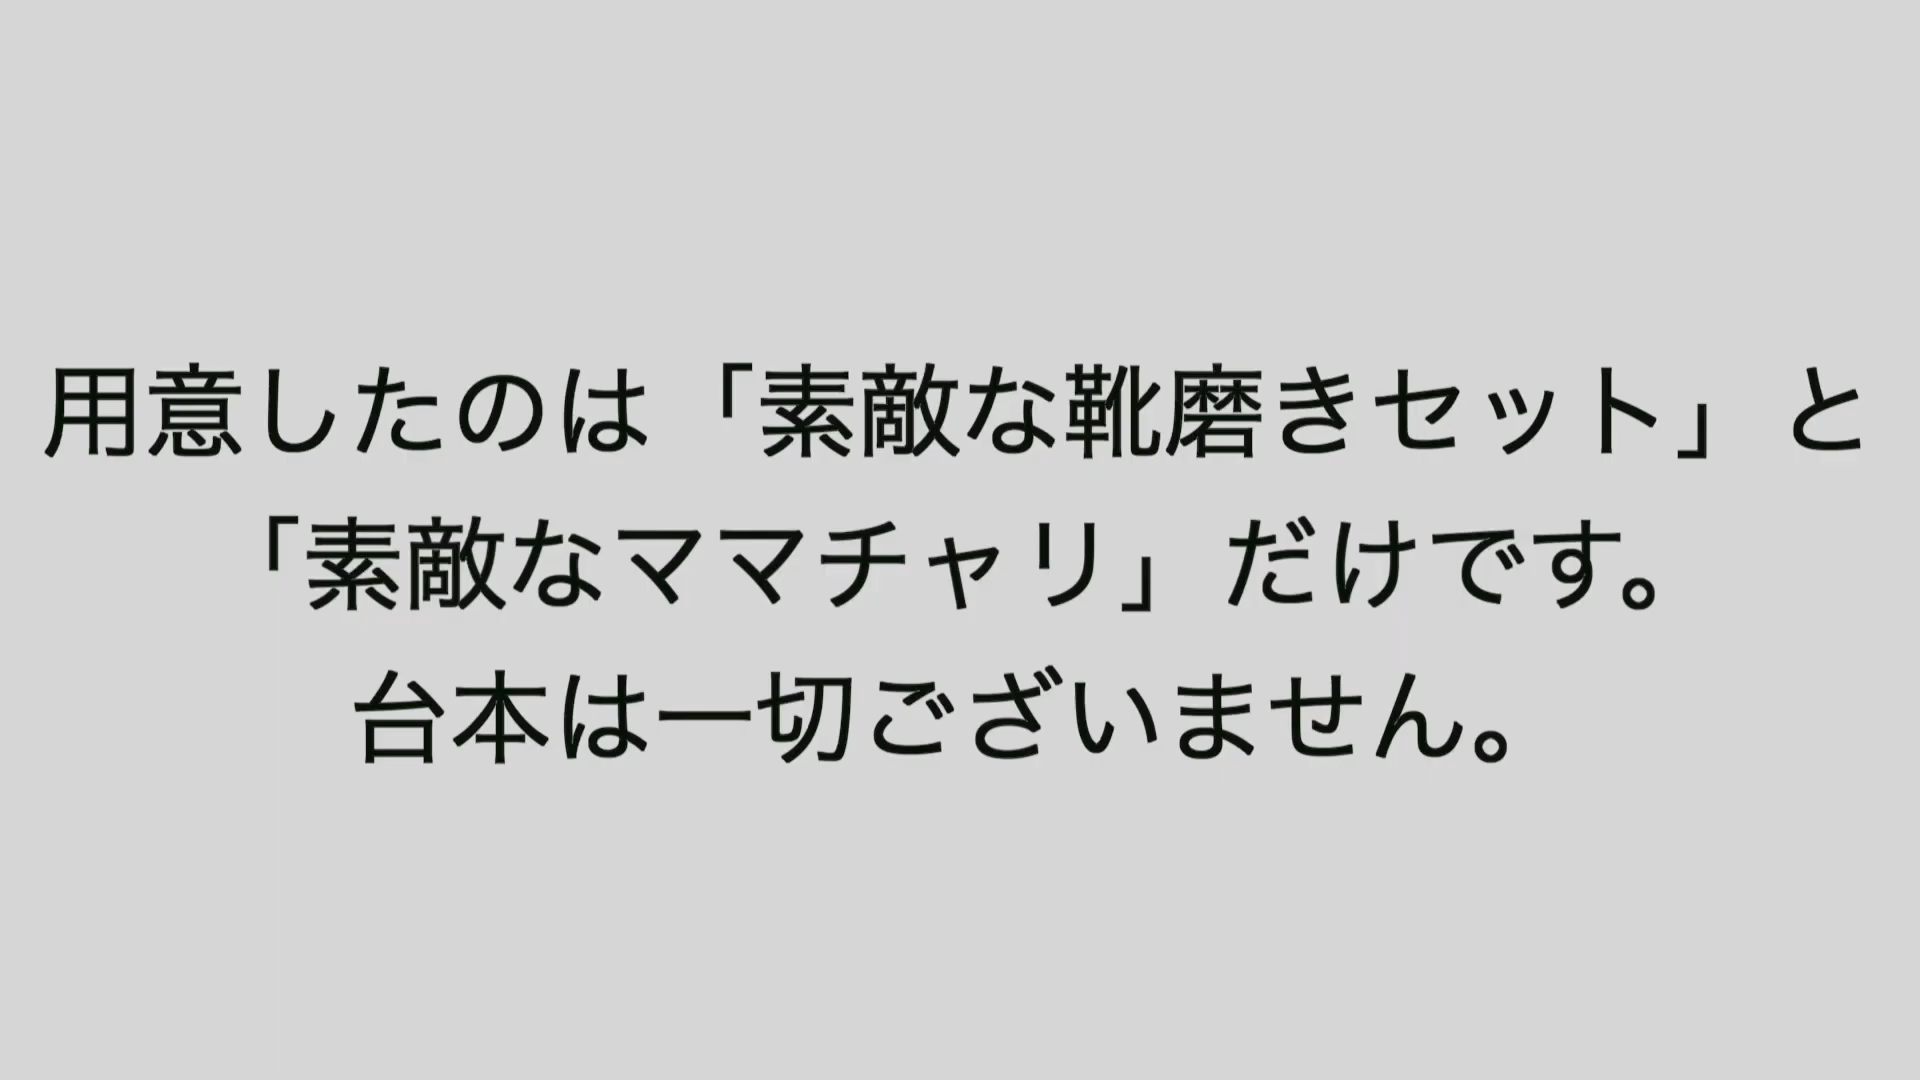 用意したのは「素敵な靴磨きセット」と
「素敵なママチャリ」だけです。
台本は一切ございません。